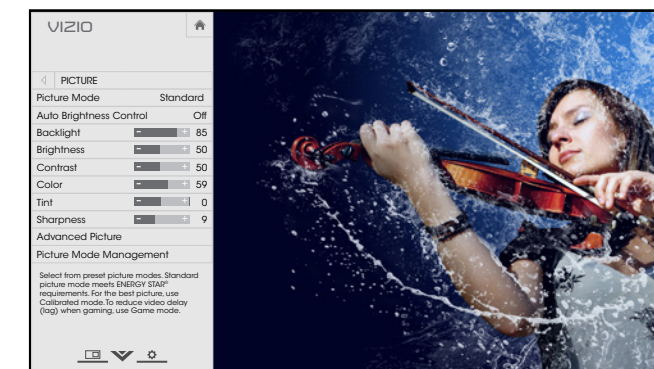 VIZIO
PICTURE
Picture Mode Standard
Auto Brightness Control Off
Backlight 85
Brightness 50
Contrast 50
Color 59
Tint 0
Sharpness 9
Advanced Picture
Picture Mode Management
Select from preset picture modes. Standard
picture mode meets ENERGY STAR®
requirements. For the best picture, use
Calibrated mode. To reduce video delay
(lag) when gaming, use Game mode.